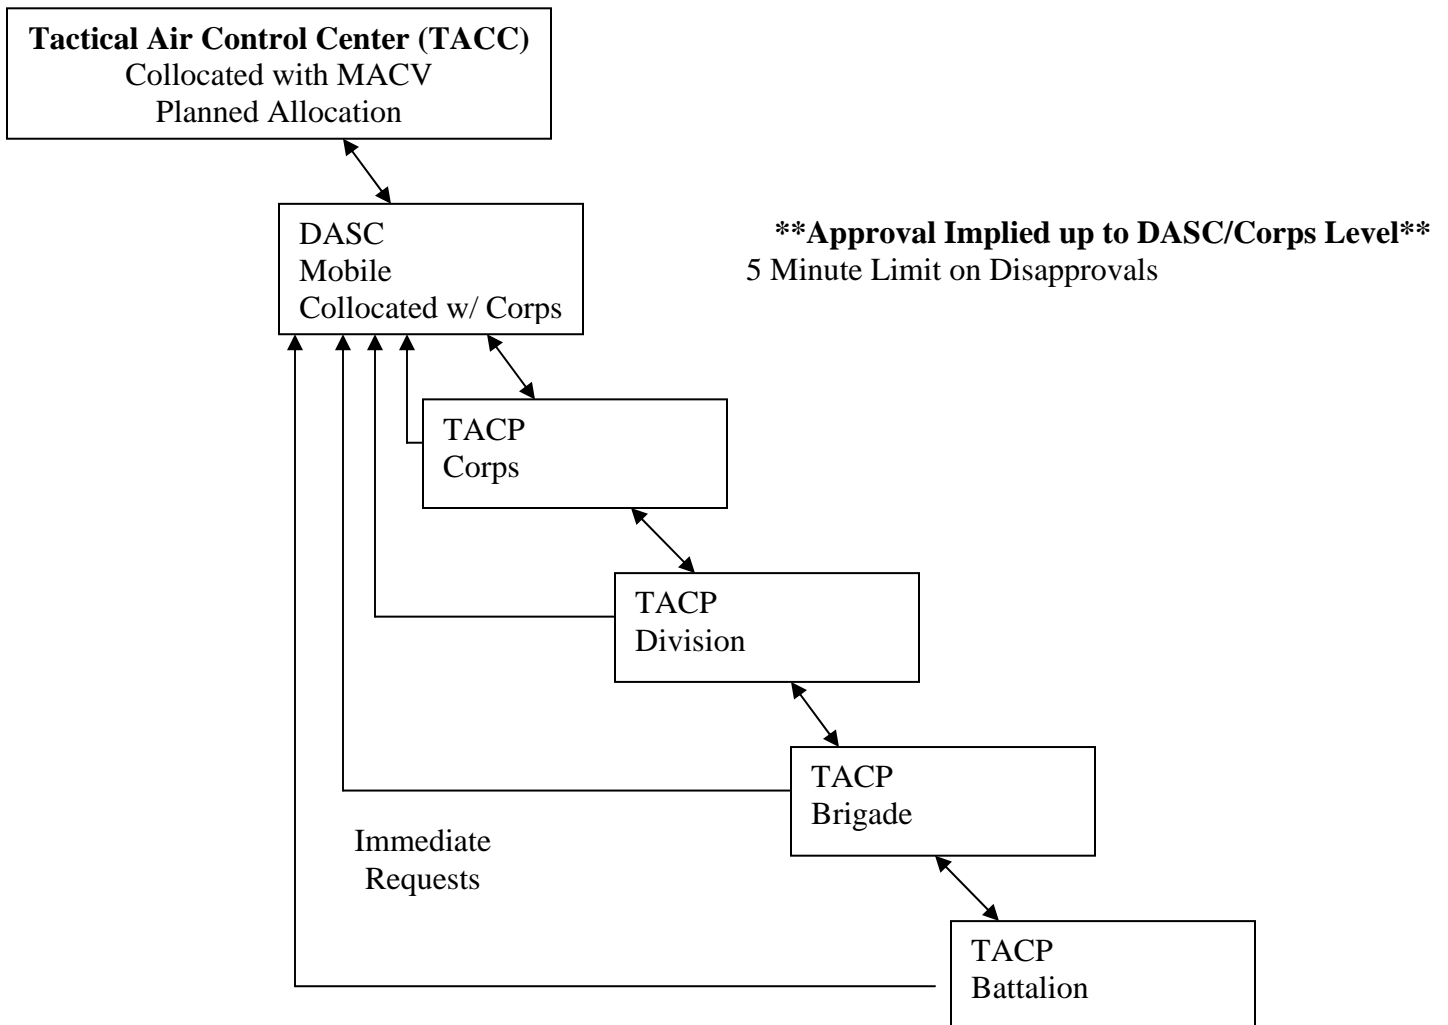 Tactical Air Control Center (TACC)
Collocated with MACV
Planned Allocation
DASC
Mobile
Collocated w/ Corps
**Approval Implied up to DASC/Corps Level**
5 Minute Limit on Disapprovals
TACP
Corps
TACP
Division
TACP
Brigade
Immediate
Requests
TACP
Battalion